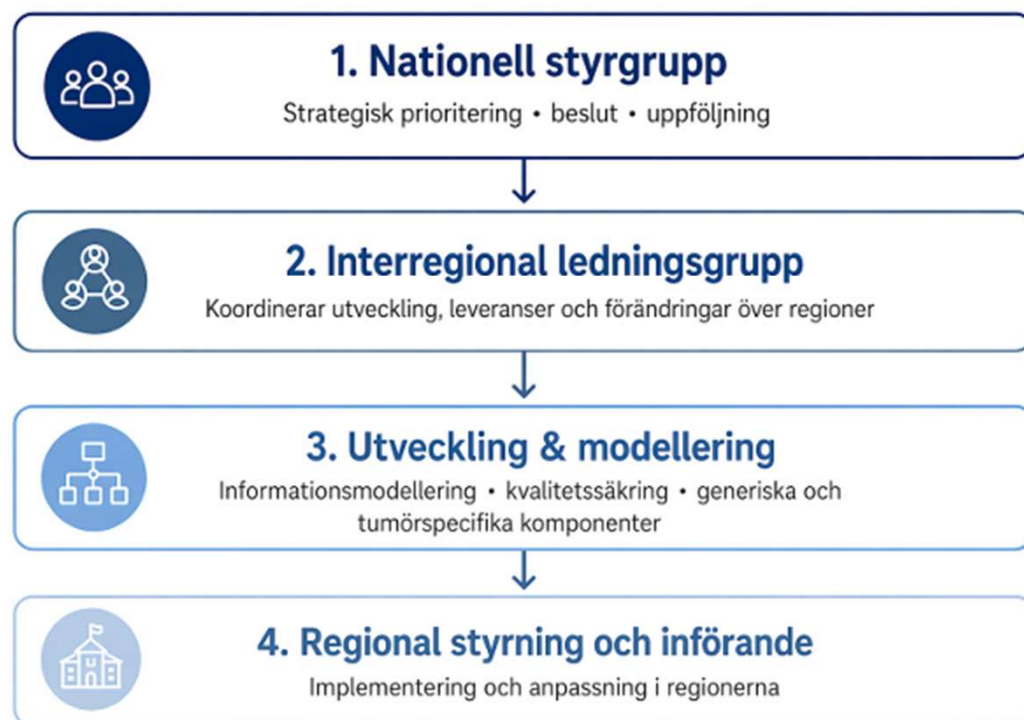 1. Nationell styrgrupp
Strategisk prioritering • beslut • uppföljning
2. Interregional ledningsgrupp
Koordinerar utveckling, leveranser och förändringar över regioner
3. Utveckling & modellering
Informationsmodellering • kvalitetssäkring • generiska och
tumörspecifika komponenter
4. Regional styrning och införande
Implementering och anpassning i regionerna